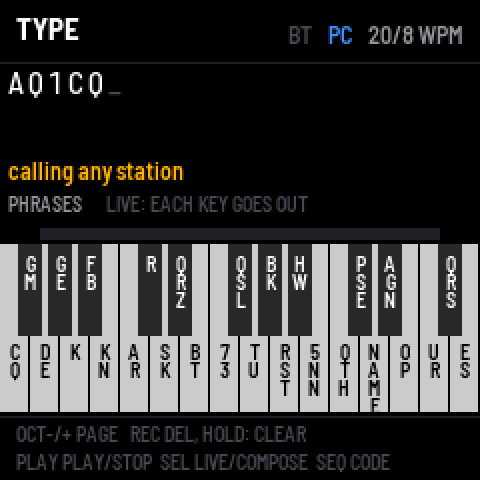 TYPE
BT PC 20/8 WPM
AQ1CQ_
calling any station
PHRASES LIVE: EACH KEY GOES OUT
GM GE FB R QRZ QSL BK HW PSE AGN QRS
CQ DE K KN AR SK BT 73 TU RST 5NN QTH NAME OP UR ES
OCT-/+ PAGE REC DEL, HOLD: CLEAR
PLAY PLAY/STOP SEL LIVE/COMPOSE SEQ CODE